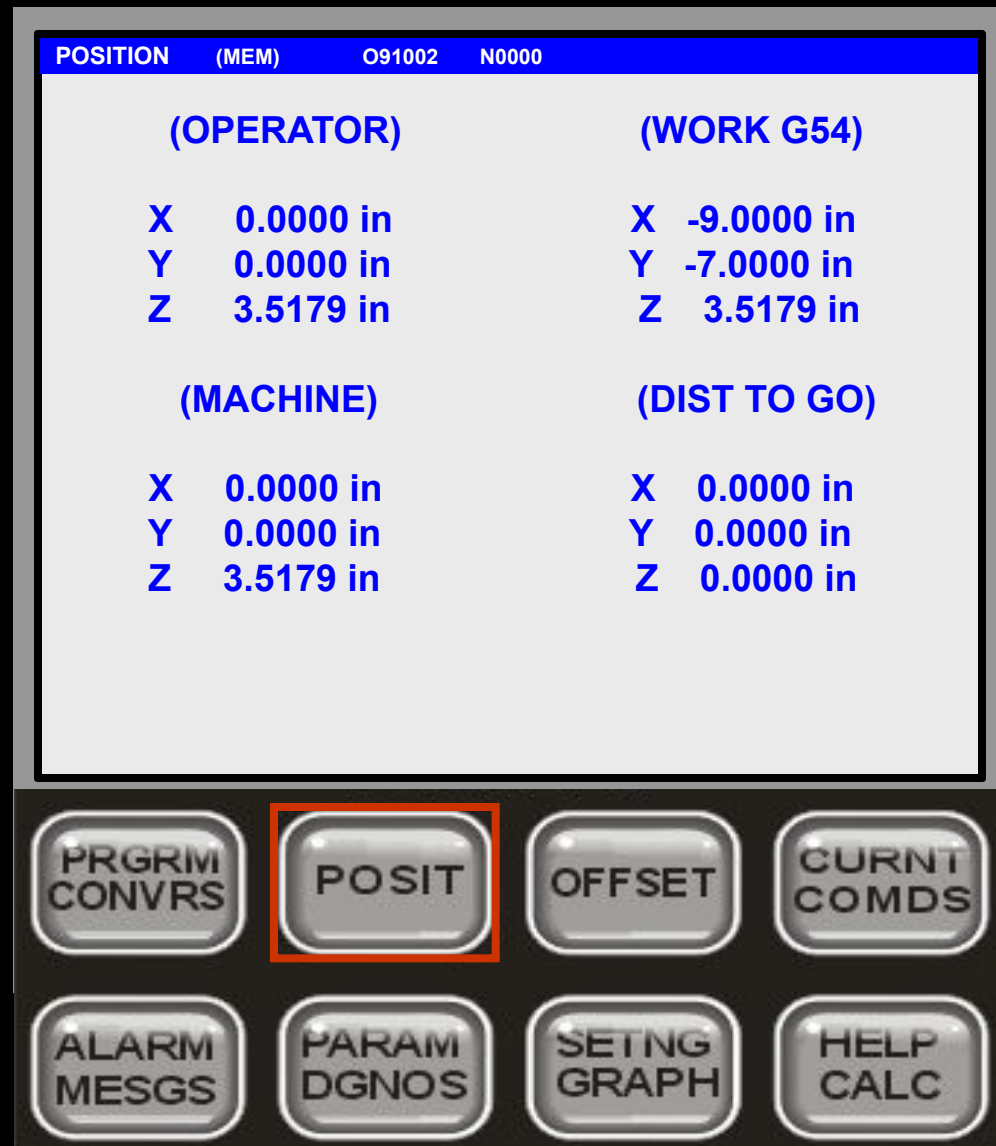 POSITION (MEM) O91002 N0000
(OPERATOR) (WORK G54)
X 0.0000 in X -9.0000 in
Y 0.0000 in Y -7.0000 in
Z 3.5179 in Z 3.5179 in
(MACHINE) (DIST TO GO)
X 0.0000 in X 0.0000 in
Y 0.0000 in Y 0.0000 in
Z 3.5179 in Z 0.0000 in
PRGRM CONVRS
POSIT
OFFSET
CURNT COMDS
ALARM MESGS
PARAM DGNOS
SETNG GRAPH
HELP CALC